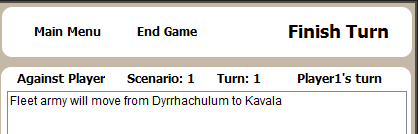 Main Menu End Game Finish Turn
Against Player Scenario: 1 Turn: 1 Player1's turn
Fleet army will move from Dyrrhachulum to Kavala